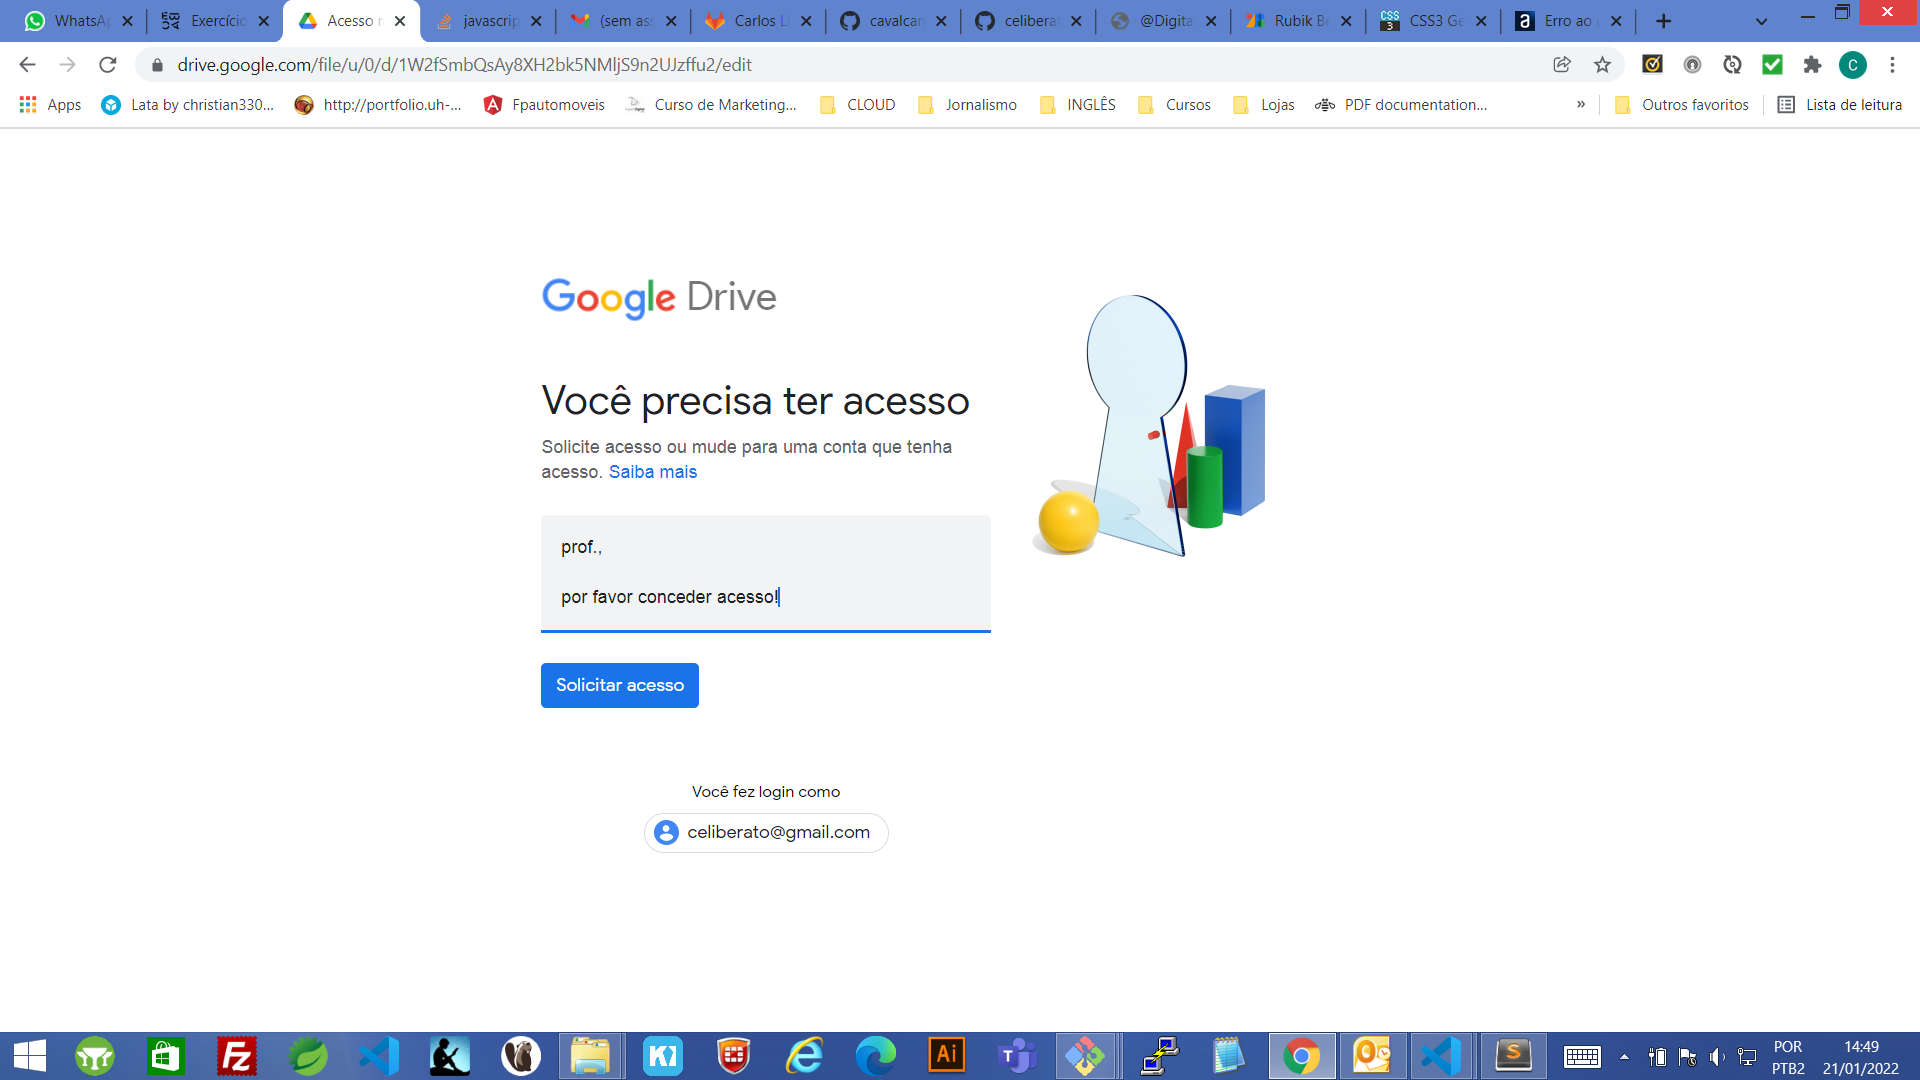 WhatsAp
Exercício
Acesso n
javascrip
(sem ass
Carlos Li
cavalcan
celiberat
@Digita
Rubik Be
CSS3 Ge
Erro ao c
drive.google.com/file/u/0/d/1W2fSmbQsAy8XH2bk5NMljS9n2UJzffu2/edit
C
Apps
Lata by christian330...
http://portfolio.uh-...
Fpautomoveis
Curso de Marketing...
CLOUD
Jornalismo
INGLÊS
Cursos
Lojas
PDF documentation...
»
Outros favoritos
Lista de leitura
Google Drive
Você precisa ter acesso
Solicite acesso ou mude para uma conta que tenha
acesso. Saiba mais
prof.,
por favor conceder acesso!
Solicitar acesso
Você fez login como
celiberato@gmail.com
POR
PTB2
14:49
21/01/2022